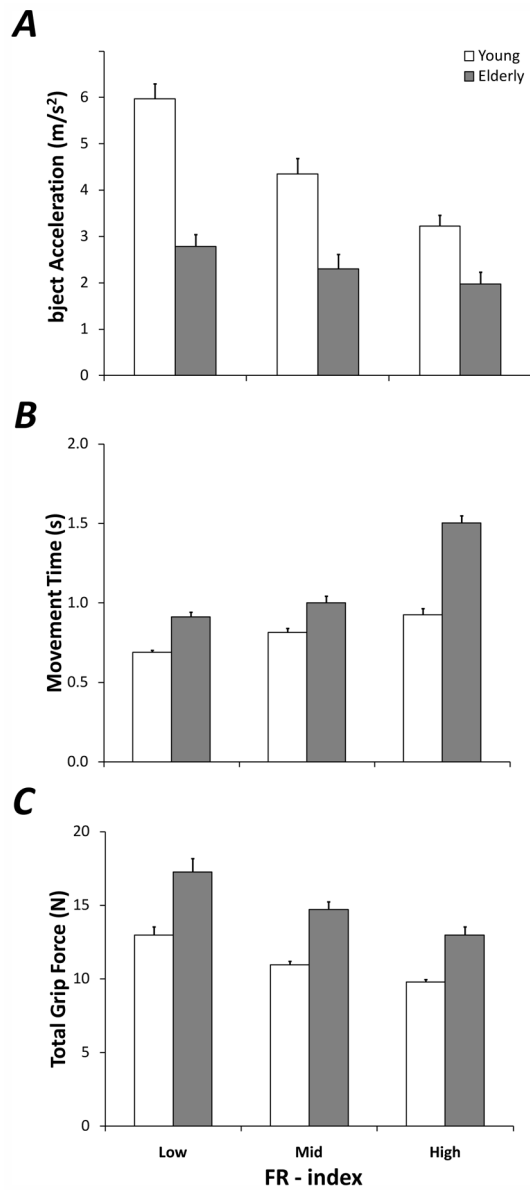 A
Young
Elderly
bject Acceleration (m/s²)
6
5
4
3
2
1
0
B
Movement Time (s)
2.0
1.5
1.0
0.5
0.0
C
Total Grip Force (N)
20
15
10
5
0
Low Mid High
FR - index